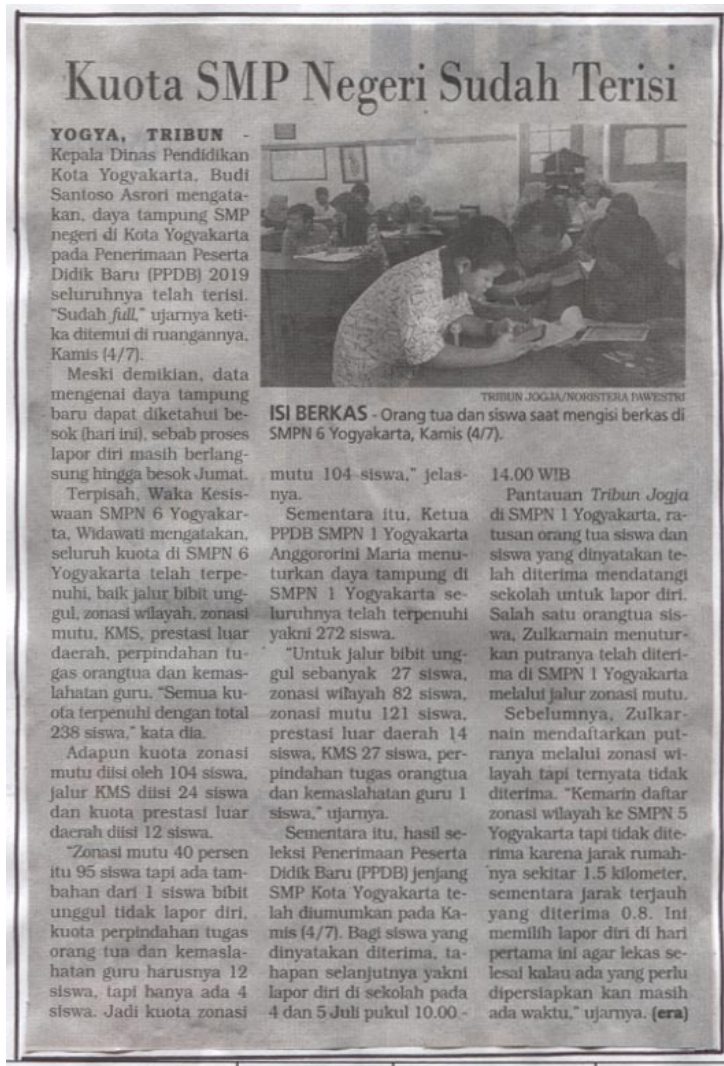 Kuota SMP Negeri Sudah Terisi
YOGYA, TRIBUN -
Kepala Dinas Pendidikan
Kota Yogyakarta, Budi
Santoso Asrori mengata-
kan, daya tampung SMP
negeri di Kota Yogyakarta
pada Penerimaan Peserta
Didik Baru (PPDB) 2019
seluruhnya telah terisi.
"Sudah full," ujarnya keti-
ka ditemui di ruangannya,
Kamis (4/7).
Meski demikian, data
mengenai daya tampung
baru dapat diketahui be-
sok (hari ini), sebab proses
lapor diri masih berlang-
sung hingga besok Jumat.
Terpisah, Waka Kesis-
waan SMPN 6 Yogyakar-
ta, Widawati mengatakan,
seluruh kuota di SMPN 6
Yogyakarta telah terpe-
nuhi, baik jalur bibit ung-
gul, zonasi wilayah, zonasi
mutu, KMS, prestasi luar
daerah, perpindahan tu-
gas orangtua dan kemas-
lahatan guru. "Semua ku-
ota terpenuhi dengan total
238 siswa," kata dia.
Adapun kuota zonasi
mutu diisi oleh 104 siswa,
jalur KMS diisi 24 siswa
dan kuota prestasi luar
daerah diisi 12 siswa.
"Zonasi mutu 40 persen
itu 95 siswa tapi ada tam-
bahan dari 1 siswa bibit
unggul tidak lapor diri,
kuota perpindahan tugas
orang tua dan kemasla-
hatan guru harusnya 12
siswa, tapi hanya ada 4
siswa. Jadi kuota zonasi
TRIBUN JOGJA/NORISTERA PAWESTRI
ISI BERKAS - Orang tua dan siswa saat mengisi berkas di
SMPN 6 Yogyakarta, Kamis (4/7).
mutu 104 siswa," jelas-
nya.
Sementara itu, Ketua
PPDB SMPN 1 Yogyakarta
Anggororini Maria menu-
turkan daya tampung di
SMPN 1 Yogyakarta se-
luruhnya telah terpenuhi
yakni 272 siswa.
"Untuk jalur bibit ung-
gul sebanyak 27 siswa,
zonasi wilayah 82 siswa,
zonasi mutu 121 siswa,
prestasi luar daerah 14
siswa, KMS 27 siswa, per-
pindahan tugas orangtua
dan kemaslahatan guru 1
siswa," ujarnya.
Sementara itu, hasil se-
leksi Penerimaan Peserta
Didik Baru (PPDB) jenjang
SMP Kota Yogyakarta te-
lah diumumkan pada Ka-
mis (4/7). Bagi siswa yang
dinyatakan diterima, ta-
hapan selanjutnya yakni
lapor diri di sekolah pada
4 dan 5 Juli pukul 10.00 -
14.00 WIB
Pantauan Tribun Jogja
di SMPN 1 Yogyakarta, ra-
tusan orang tua siswa dan
siswa yang dinyatakan te-
lah diterima mendatangi
sekolah untuk lapor diri.
Salah satu orangtua sis-
wa, Zulkarnain menutur-
kan putranya telah diteri-
ma di SMPN 1 Yogyakarta
melalui jalur zonasi mutu.
Sebelumnya, Zulkar-
nain mendaftarkan put-
ranya melalui zonasi wi-
layah tapi ternyata tidak
diterima. "Kemarin daftar
zonasi wilayah ke SMPN 5
Yogyakarta tapi tidak dite-
rima karena jarak rumah-
nya sekitar 1.5 kilometer,
sementara jarak terjauh
yang diterima 0.8. Ini
memilih lapor diri di hari
pertama ini agar lekas se-
lesai kalau ada yang perlu
dipersiapkan kan masih
ada waktu," ujarnya. (era)